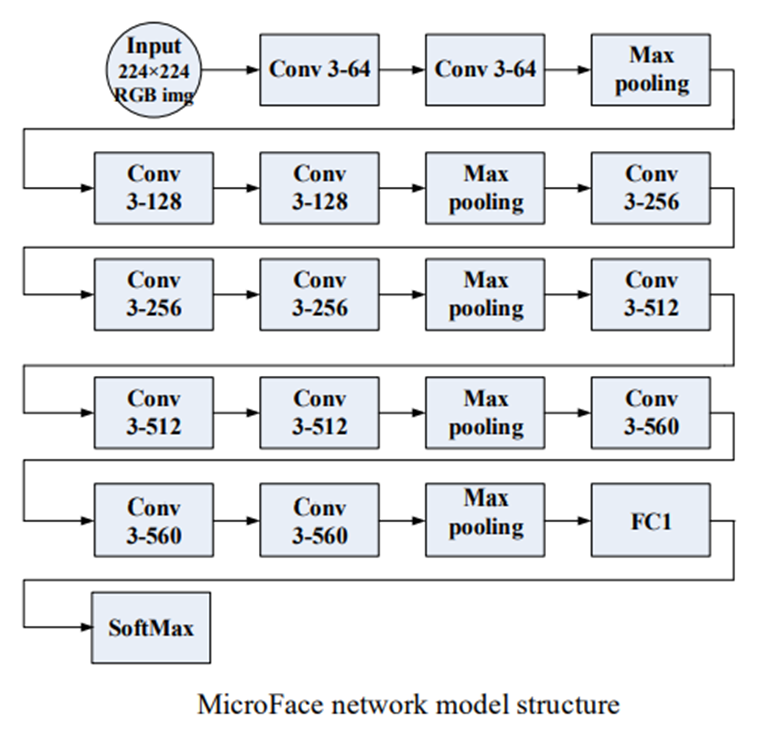 Input
224×224
RGB img
Conv 3-64
Conv 3-64
Max
pooling
Conv
3-128
Conv
3-128
Max
pooling
Conv
3-256
Conv
3-256
Conv
3-256
Max
pooling
Conv
3-512
Conv
3-512
Conv
3-512
Max
pooling
Conv
3-560
Conv
3-560
Conv
3-560
Max
pooling
FC1
SoftMax
MicroFace network model structure